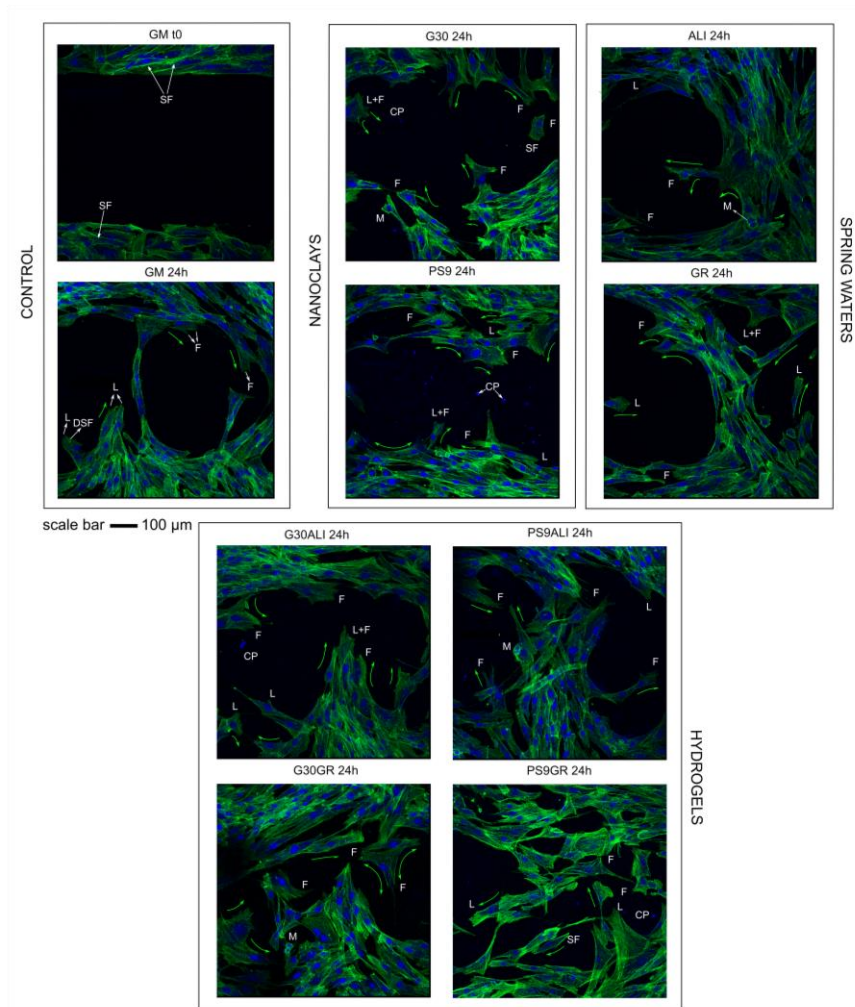 CONTROL
GM t0
SF
SF
GM 24h
F
F
L
L
DSF
NANOCLAYS
G30 24h
L+F
CP
F
F
SF
F
F
M
PS9 24h
F
L
F
CP
L+F
F
L
ALI 24h
L
F
M
F
SPRING WATERS
GR 24h
F
L+F
L
L
F
scale bar 100 µm
G30ALI 24h
F
F
L+F
F
CP
L
L
PS9ALI 24h
F
F
L
M
F
F
HYDROGELS
G30GR 24h
F
F
F
M
PS9GR 24h
F
F
L
L
CP
SF